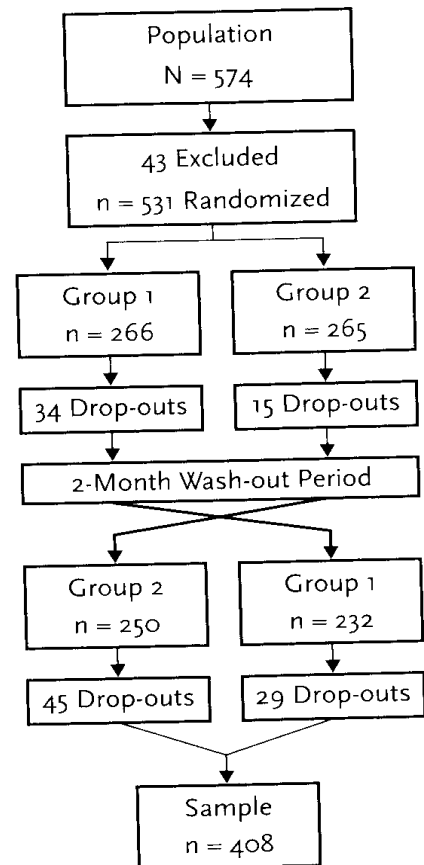 Population
N = 574
43 Excluded
n = 531 Randomized
Group 1
n = 266
Group 2
n = 265
34 Drop-outs
15 Drop-outs
2-Month Wash-out Period
Group 2
n = 250
Group 1
n = 232
45 Drop-outs
29 Drop-outs
Sample
n = 408